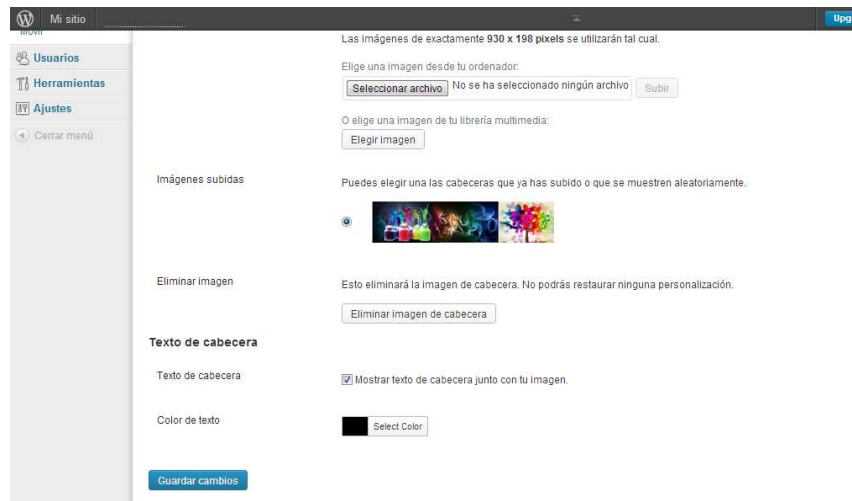 Mi sitio
Upg
Móvil
Usuarios
Herramientas
Ajustes
Cerrar menú
Las imágenes de exactamente 930 x 198 pixels se utilizarán tal cual.
Elige una imagen desde tu ordenador:
Seleccionar archivo No se ha seleccionado ningún archivo Subir
O elige una imagen de tu librería multimedia:
Elegir imagen
Imágenes subidas
Puedes elegir una las cabeceras que ya has subido o que se muestren aleatoriamente.
Eliminar imagen
Esto eliminará la imagen de cabecera. No podrás restaurar ninguna personalización.
Eliminar imagen de cabecera
Texto de cabecera
Texto de cabecera
Mostrar texto de cabecera junto con tu imagen.
Color de texto
Select Color
Guardar cambios